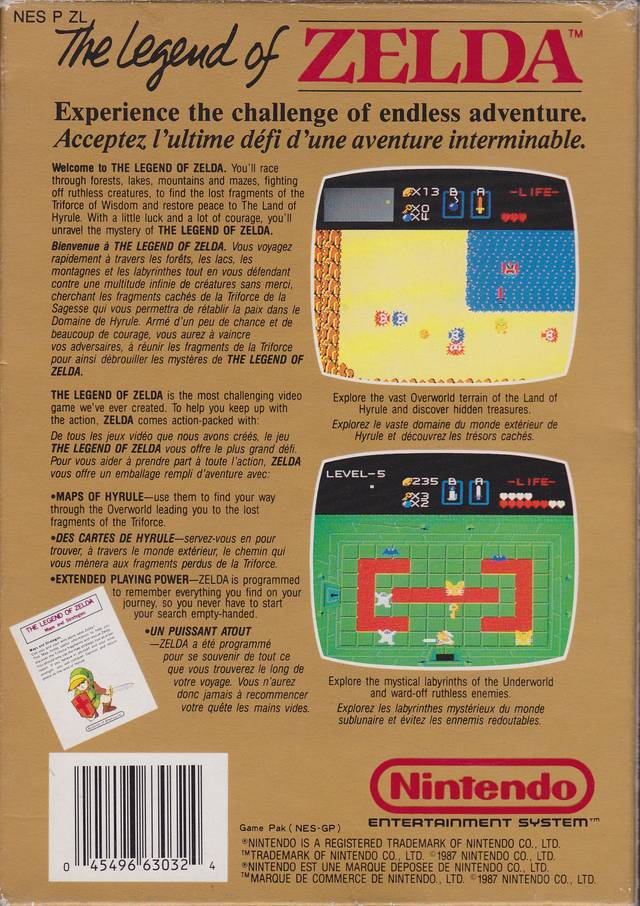 NES P ZL
The Legend of ZELDA™
Experience the challenge of endless adventure.
Acceptez l'ultime défi d'une aventure interminable.
Welcome to THE LEGEND OF ZELDA. You'll race
through forests, lakes, mountains and mazes, fighting
off ruthless creatures, to find the lost fragments of the
Triforce of Wisdom and restore peace to The Land of
Hyrule. With a little luck and a lot of courage, you'll
unravel the mystery of THE LEGEND OF ZELDA.
Bienvenue à THE LEGEND OF ZELDA. Vous voyagez
rapidement à travers les forêts, les lacs, les
montagnes et les labyrinthes tout en vous défendant
contre une multitude infinie de créatures sans merci,
cherchant les fragments cachés de la Triforce de la
Sagesse qui vous permettra de rétablir la paix dans le
Domaine de Hyrule. Armé d'un peu de chance et de
beaucoup de courage, vous aurez à vaincre
vos adversaires, à réunir les fragments de la Triforce
pour ainsi débrouiller les mystères de THE LEGEND OF
ZELDA.
THE LEGEND OF ZELDA is the most challenging video
game we've ever created. To help you keep up with
the action, ZELDA comes action-packed with:
De tous les jeux vidéo que nous avons créés, le jeu
THE LEGEND OF ZELDA vous offre le plus grand défi.
Pour vous aider à prendre part à toute l'action, ZELDA
vous offre un emballage rempli d'aventure avec:
•MAPS OF HYRULE—use them to find your way
through the Overworld leading you to the lost
fragments of the Triforce.
•DES CARTES DE HYRULE—servez-vous en pour
trouver, à travers le monde extérieur, le chemin qui
vous mènera aux fragments perdus de la Triforce.
•EXTENDED PLAYING POWER—ZELDA is programmed
to remember everything you find on your
journey, so you never have to start
your search empty-handed.
•UN PUISSANT ATOUT
—ZELDA a été programmé
pour se souvenir de tout ce
que vous trouverez le long de
votre voyage. Vous n'aurez
donc jamais à recommencer
votre quête les mains vides.
THE LEGEND OF ZELDA
Maps and Strategies
X13 B A -LIFE-
X0
X4
Explore the vast Overworld terrain of the Land of
Hyrule and discover hidden treasures.
Explorez le vaste domaine du monde extérieur de
Hyrule et découvrez les trésors cachés.
LEVEL-5
235 B A -LIFE-
X3
X2
Explore the mystical labyrinths of the Underworld
and ward-off ruthless enemies.
Explorez les labyrinthes mystérieux du monde
sublunaire et évitez les ennemis redoutables.
Nintendo®
ENTERTAINMENT SYSTEM™
0 45496 63032 4
Game Pak (NES-GP)
®NINTENDO IS A REGISTERED TRADEMARK OF NINTENDO CO., LTD.
™TRADEMARK OF NINTENDO CO., LTD. ©1987 NINTENDO CO., LTD.
®NINTENDO EST UNE MARQUE DEPOSEE DE NINTENDO CO., LTD.
™MARQUE DE COMMERCE DE NINTENDO., LTD. ©1987 NINTENDO CO., LTD.